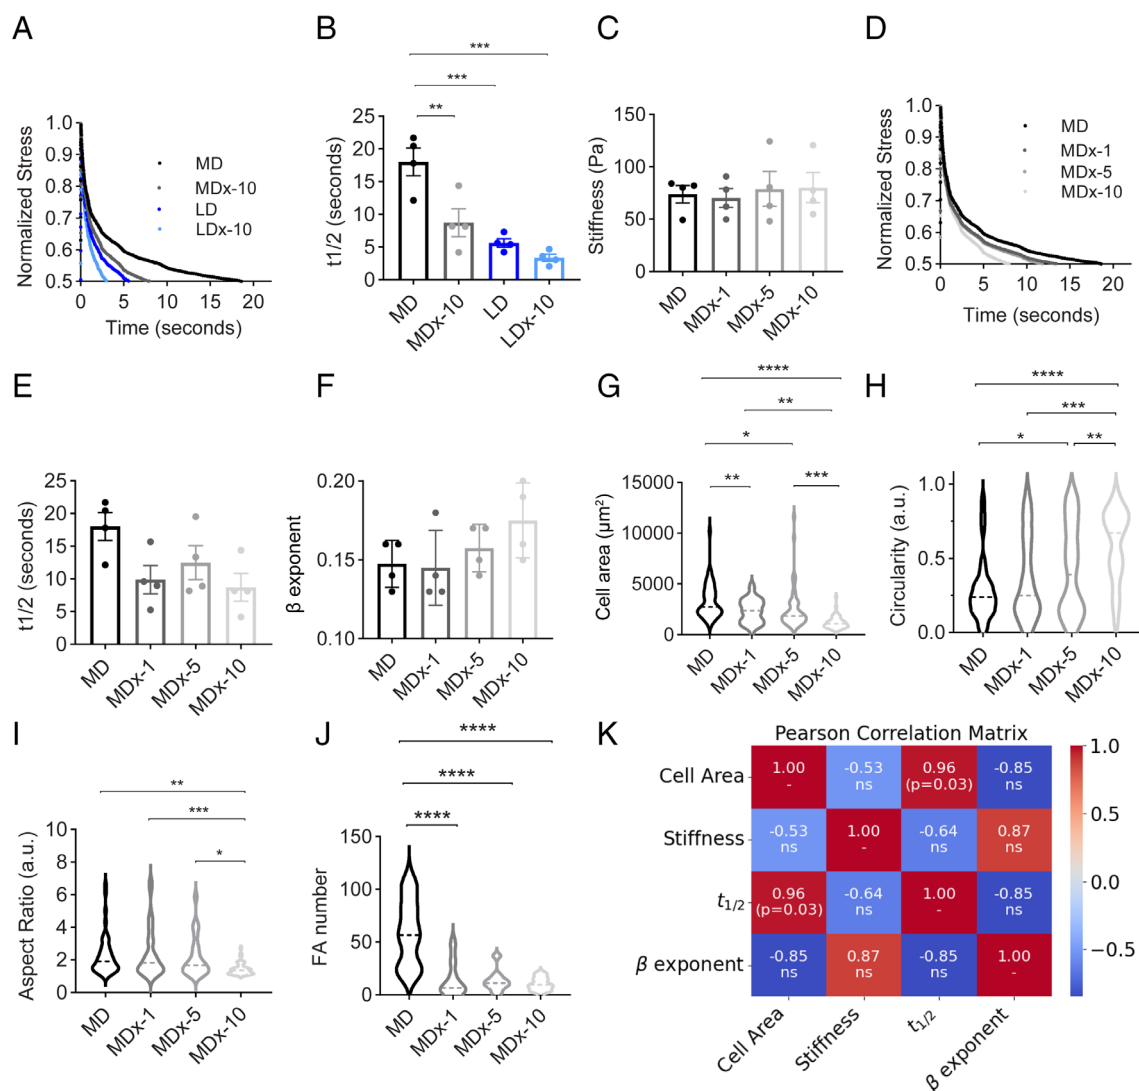 A
Normalized Stress
1.0
0.9
0.8
0.7
0.6
0.5
0 5 10 15 20
Time (seconds)
MD
MDx-10
LD
LDx-10
B
***
***
**
t1/2 (seconds)
25
20
15
10
5
0
MD
MDx-10
LD
LDx-10
C
Stiffness (Pa)
150
100
50
0
MD
MDx-1
MDx-5
MDx-10
D
Normalized Stress
1.0
0.9
0.8
0.7
0.6
0.5
0 5 10 15 20
Time (seconds)
MD
MDx-1
MDx-5
MDx-10
E
t1/2 (seconds)
25
20
15
10
5
0
MD
MDx-1
MDx-5
MDx-10
F
β exponent
0.20
0.15
0.10
MD
MDx-1
MDx-5
MDx-10
G
****
**
*
** ***
Cell area (μm²)
15000
10000
5000
0
MD
MDx-1
MDx-5
MDx-10
H
****
***
* **
Circularity (a.u.)
1.0
0.5
0.0
MD
MDx-1
MDx-5
MDx-10
I
**
***
*
Aspect Ratio (a.u.)
10
8
6
4
2
0
MD
MDx-1
MDx-5
MDx-10
J
****
****
****
FA number
150
100
50
0
MD
MDx-1
MDx-5
MDx-10
K
Pearson Correlation Matrix
Cell Area
1.00 -0.53 0.96 -0.85
- ns (p=0.03) ns
Stiffness
-0.53 1.00 -0.64 0.87
ns - ns ns
t1/2
0.96 -0.64 1.00 -0.85
(p=0.03) ns - ns
β exponent
-0.85 0.87 -0.85 1.00
ns ns ns -
Cell Area
Stiffness
t1/2
β exponent
1.0
0.5
0.0
−0.5